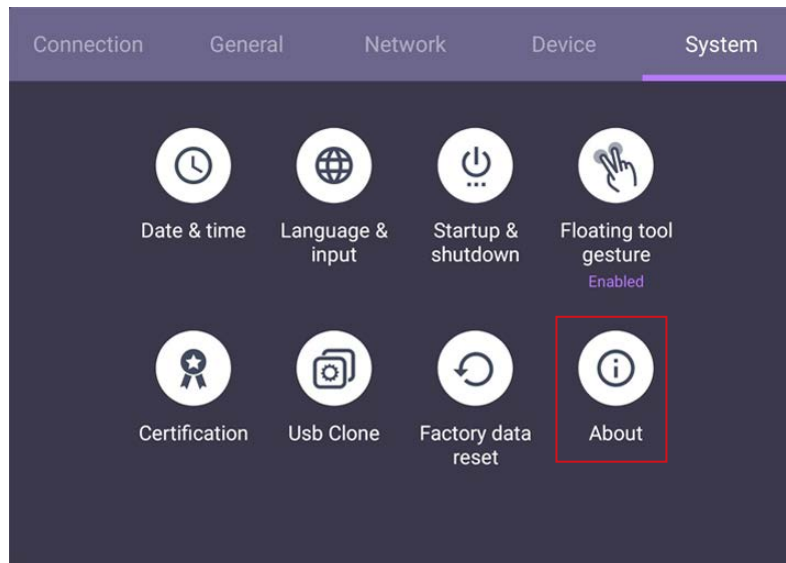 Connection General Network Device System
Date & time Language & Startup & Floating tool
input shutdown gesture
Enabled
Certification Usb Clone Factory data About
reset